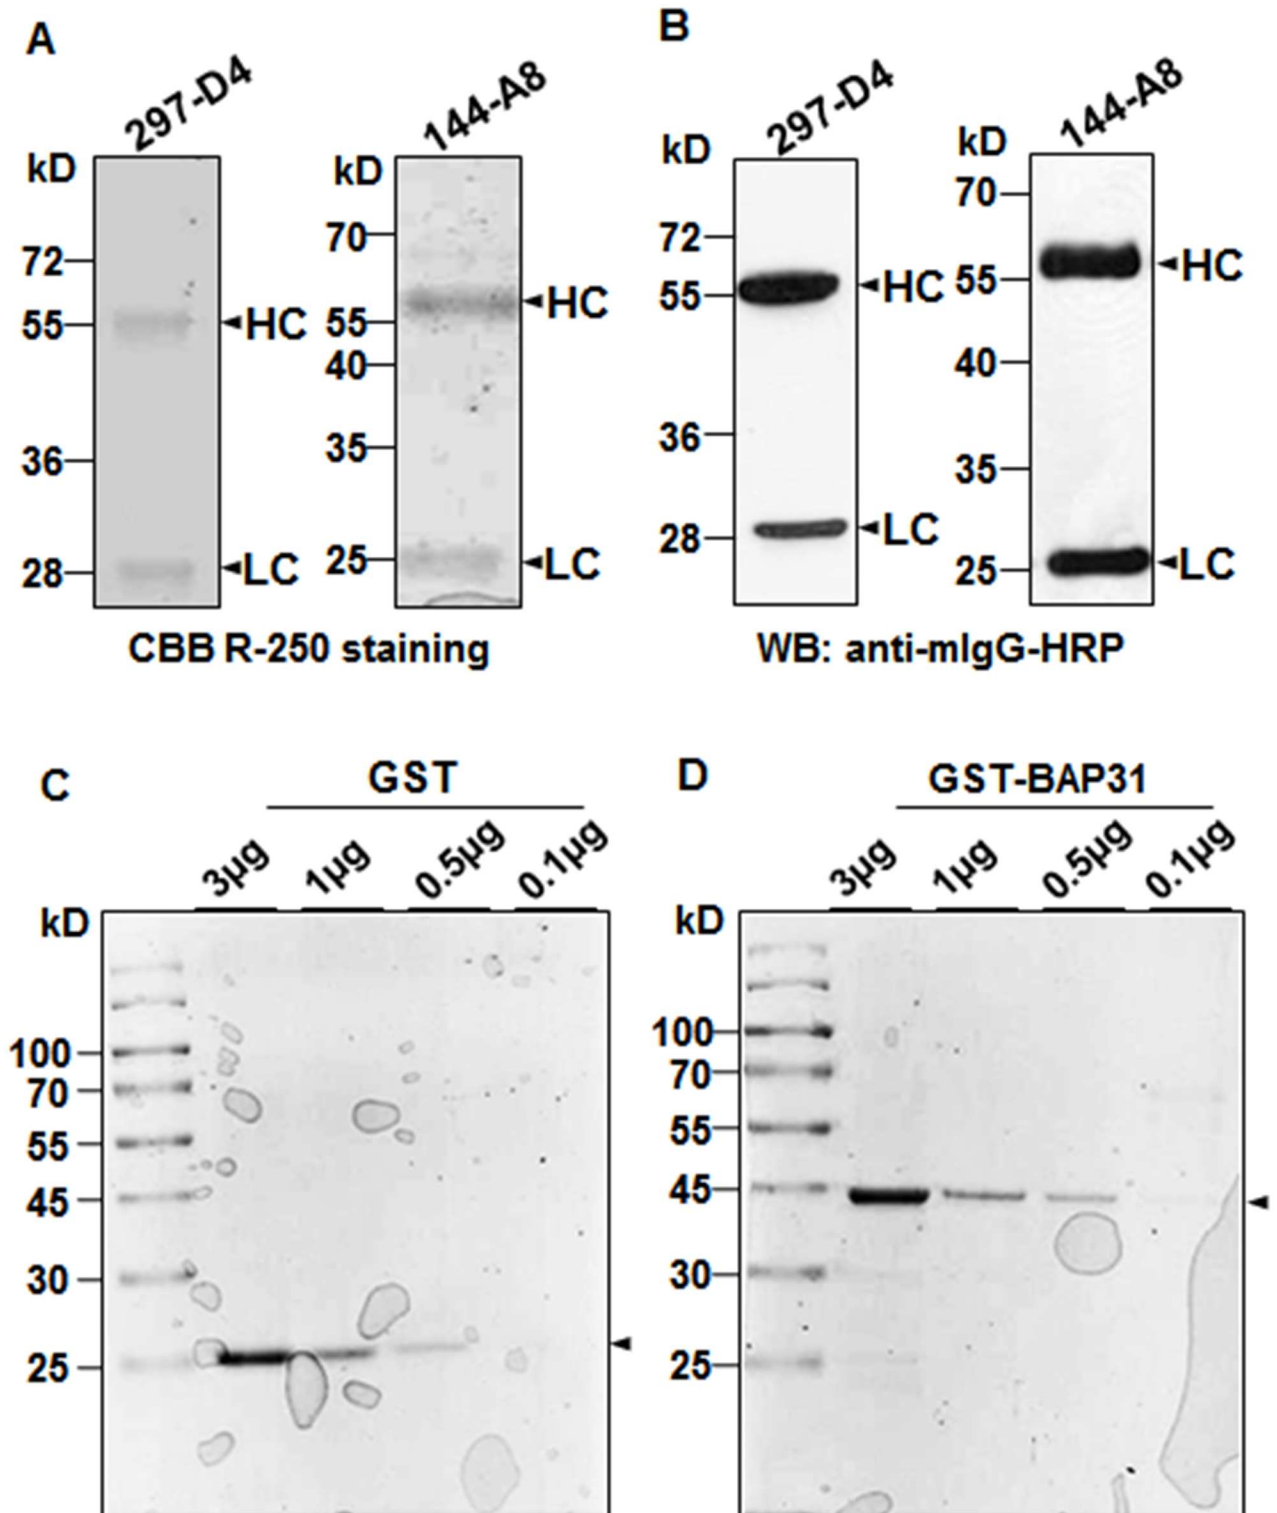 A
297-D4
144-A8
kD
72
55
36
28
HC
LC
kD
70
55
40
35
25
HC
LC
CBB R-250 staining
B
297-D4
144-A8
kD
72
55
36
28
HC
LC
kD
70
55
40
35
25
HC
LC
WB: anti-mIgG-HRP
C
GST
3µg 1µg 0.5µg 0.1µg
kD
100
70
55
45
30
25
D
GST-BAP31
3µg 1µg 0.5µg 0.1µg
kD
100
70
55
45
30
25